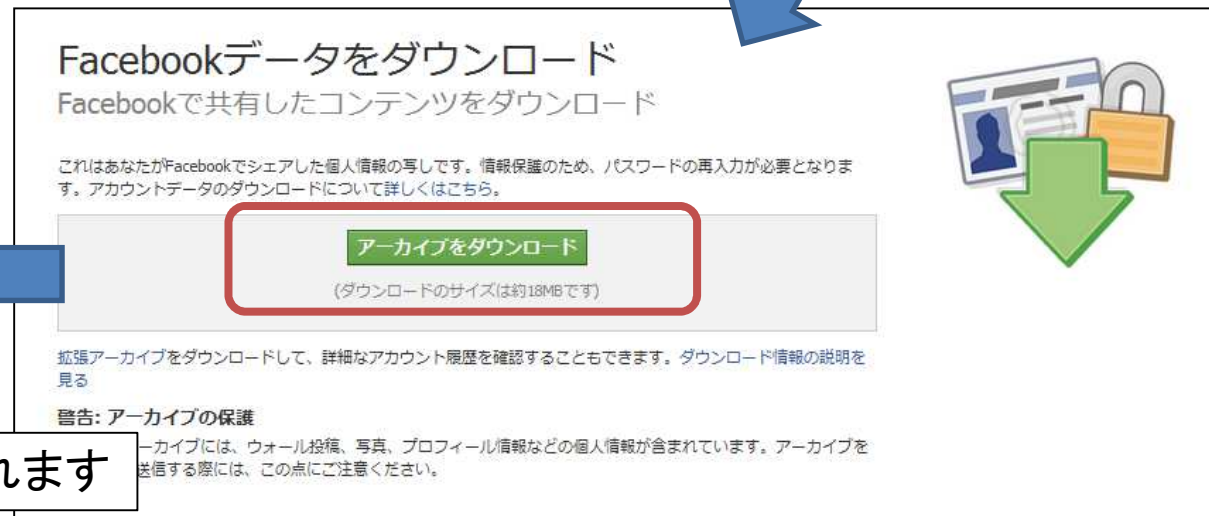 Facebookデータをダウンロード
Facebookで共有したコンテンツをダウンロード
これはあなたがFacebookでシェアした個人情報の写しです。情報保護のため、パスワードの再入力が必要となりま
す。アカウントデータのダウンロードについて詳しくはこちら。
アーカイブをダウンロード
(ダウンロードのサイズは約18MBです)
拡張アーカイブをダウンロードして、詳細なアカウント履歴を確認することもできます。ダウンロード情報の説明を
見る
警告: アーカイブの保護
ーカイブには、ウォール投稿、写真、プロフィール情報などの個人情報が含まれています。アーカイブを
送信する際には、この点にご注意ください。
れます